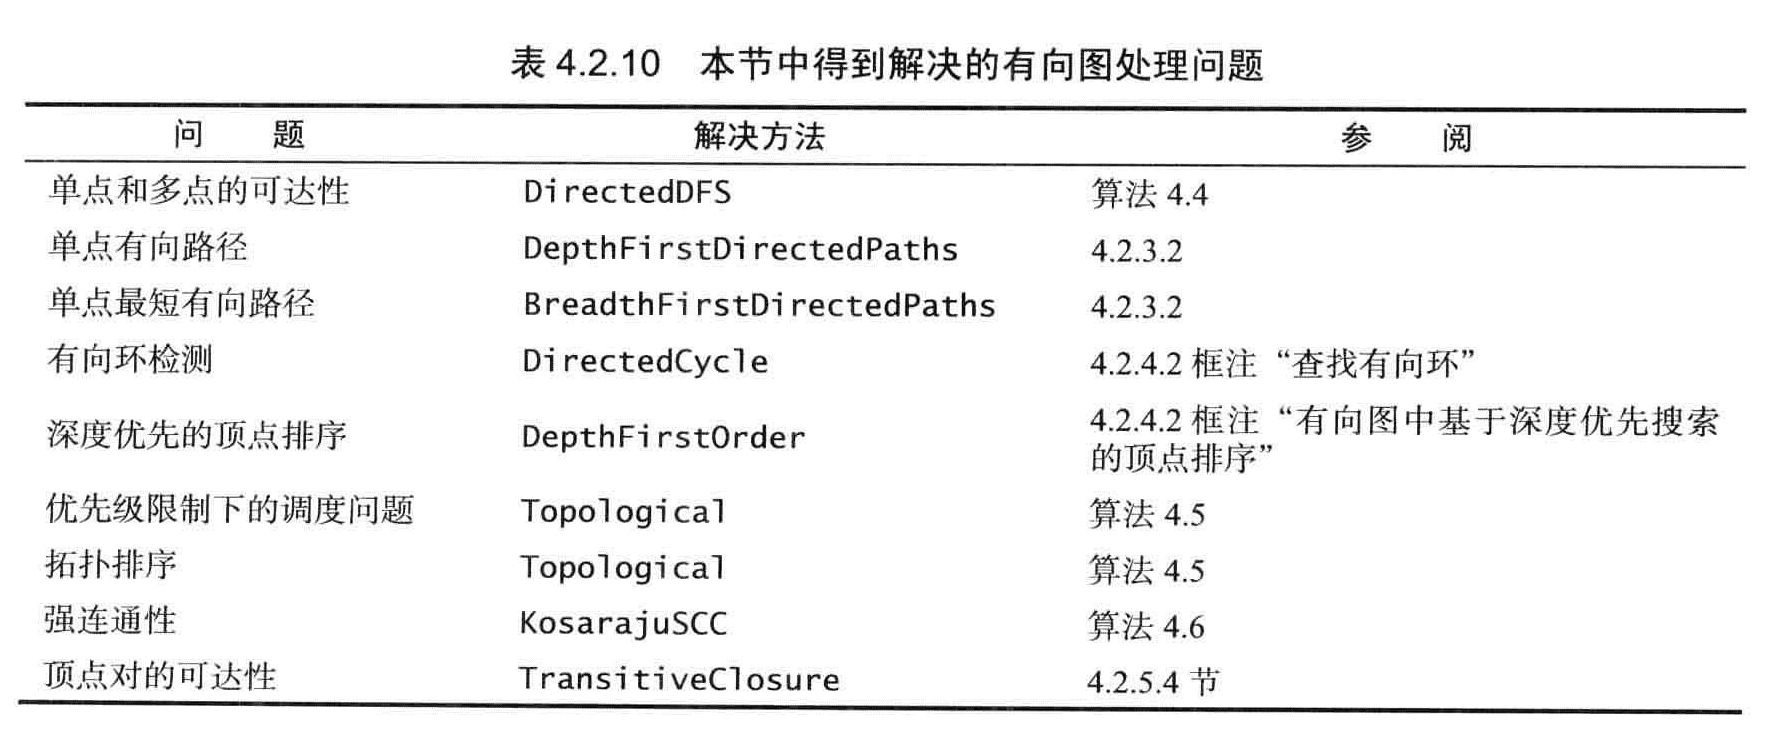 表 4.2.10 本节中得到解决的有向图处理问题
问 题 解决方法 参 阅
单点和多点的可达性 DirectedDFS 算法 4.4
单点有向路径 DepthFirstDirectedPaths 4.2.3.2
单点最短有向路径 BreadthFirstDirectedPaths 4.2.3.2
有向环检测 DirectedCycle 4.2.4.2 框注“查找有向环”
深度优先的顶点排序 DepthFirstOrder 4.2.4.2 框注“有向图中基于深度优先搜索
的顶点排序”
优先级限制下的调度问题 Topological 算法 4.5
拓扑排序 Topological 算法 4.5
强连通性 KosarajuSCC 算法 4.6
顶点对的可达性 TransitiveClosure 4.2.5.4 节